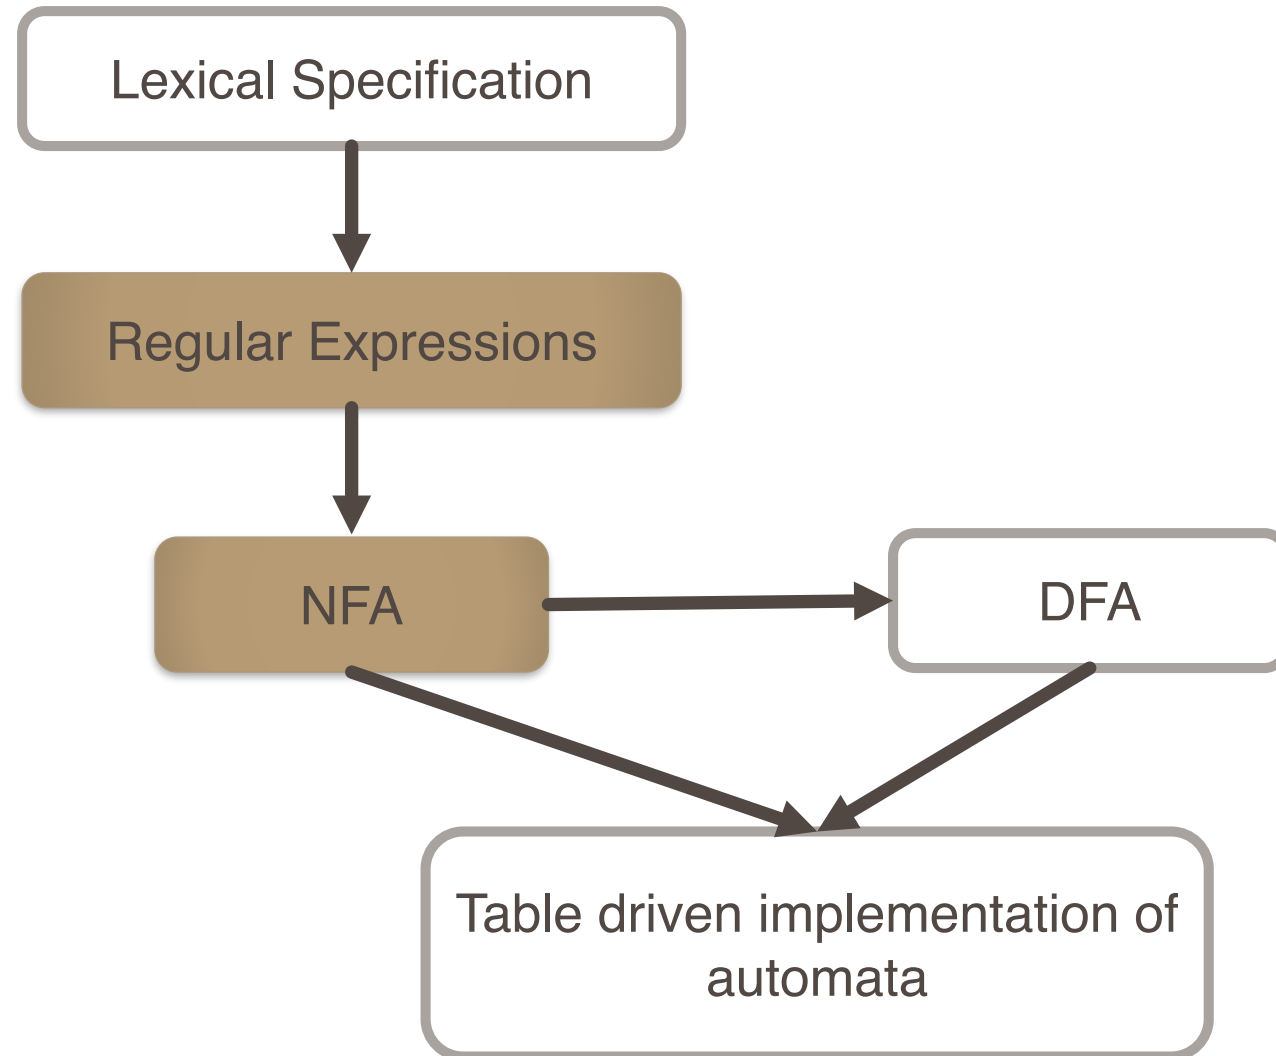 Lexical Specification
Regular Expressions
NFA
DFA
Table driven implementation of
automata